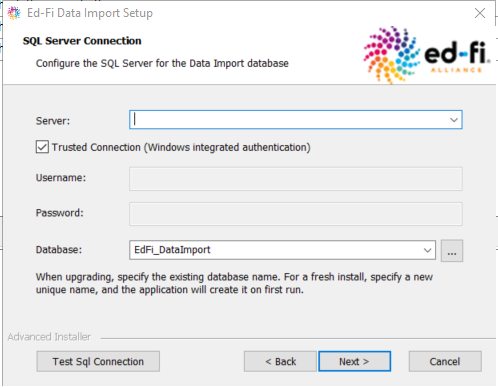 Ed-Fi Data Import Setup
SQL Server Connection
Configure the SQL Server for the Data Import database
ed-fi
ALLIANCE
Server:
Trusted Connection (Windows integrated authentication)
Username:
Password:
Database: EdFi_DataImport ...
When upgrading, specify the existing database name. For a fresh install, specify a new
unique name, and the application will create it on first run.
Advanced Installer
Test Sql Connection < Back Next > Cancel